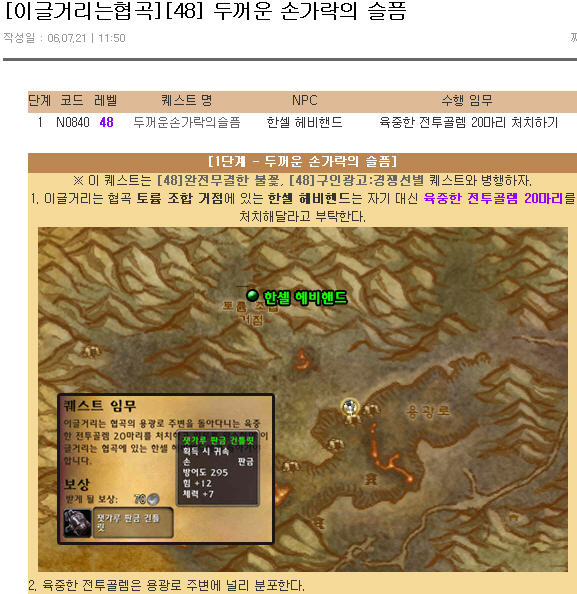 [이글거리는협곡][48] 두꺼운 손가락의 슬픔
작성일 : 06.07.21 | 11:50
단계 코드 레벨 퀘스트 명 NPC 수행 임무
1 N0840 48 두꺼운손가락의슬픔 한셀 헤비핸드 육중한 전투골렘 20마리 처치하기
[1단계 - 두꺼운 손가락의 슬픔]
※ 이 퀘스트는 [48]완전무결한 불꽃, [48]구인광고:경쟁선별 퀘스트와 병행하자.
1. 이글거리는 협곡 토륨 조합 거점에 있는 한셀 헤비핸드는 자기 대신 육중한 전투골렘 20마리를
처치해달라고 부탁한다.
한셀 헤비핸드
토륨 조합
거점
용광로
퀘스트 임무
이글거리는 협곡의 용광로 주변을 돌아다니는 육중
한 전투골렘 20마리를 처치하
글거리는 협곡에 있는 한셀
합니다.
잿가루 판금 건틀릿
획득 시 귀속
손 판금
방어도 295
힘 +12
체력 +7
보상
받게 될 보상: 70
잿가루 판금 건틀
릿
2. 육중한 전투골렘은 용광로 주변에 널리 분포한다.